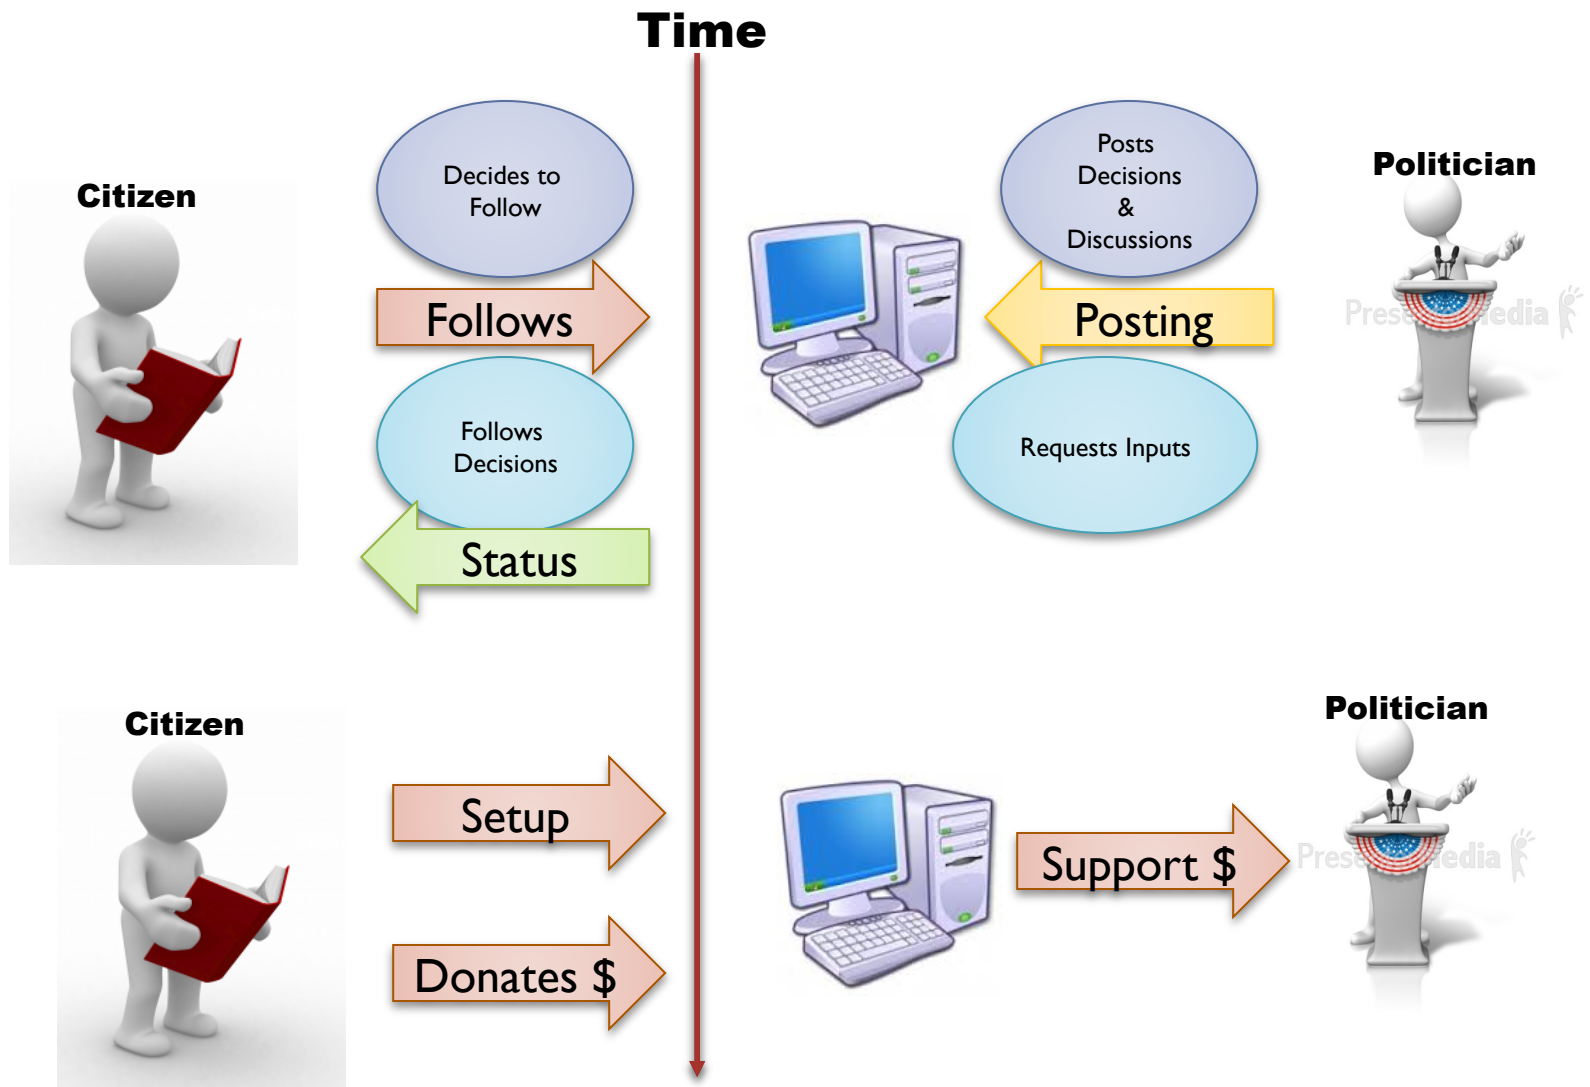 Time
Citizen
Decides to
Follow
Follows
Follows
Decisions
Status
Posts
Decisions
&
Discussions
Posting
Requests Inputs
Politician
Citizen
Setup
Donates $
Support $
Politician